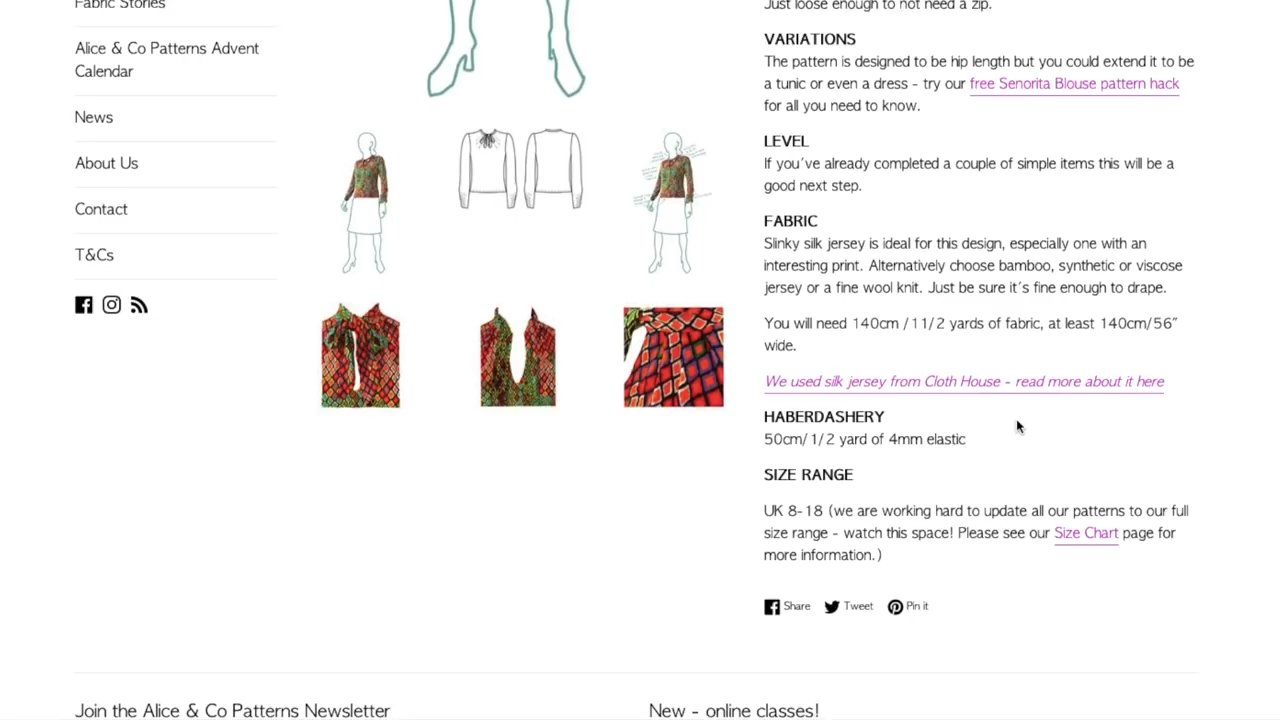 Fabric Stories
Alice & Co Patterns Advent
Calendar
News
About Us
Contact
T&Cs
Just loose enough to not need a zip.
VARIATIONS
The pattern is designed to be hip length but you could extend it to be
a tunic or even a dress - try our free Senorita Blouse pattern hack
for all you need to know.
LEVEL
If you've already completed a couple of simple items this will be a
good next step.
FABRIC
Slinky silk jersey is ideal for this design, especially one with an
interesting print. Alternatively choose bamboo, synthetic or viscose
jersey or a fine wool knit. Just be sure it's fine enough to drape.
You will need 140cm /11/2 yards of fabric, at least 140cm/56"
wide.
We used silk jersey from Cloth House - read more about it here
HABERDASHERY
50cm/1/2 yard of 4mm elastic
SIZE RANGE
UK 8-18 (we are working hard to update all our patterns to our full
size range - watch this space! Please see our Size Chart page for
more information.)
Share Tweet Pin it
Join the Alice & Co Patterns Newsletter
New - online classes!